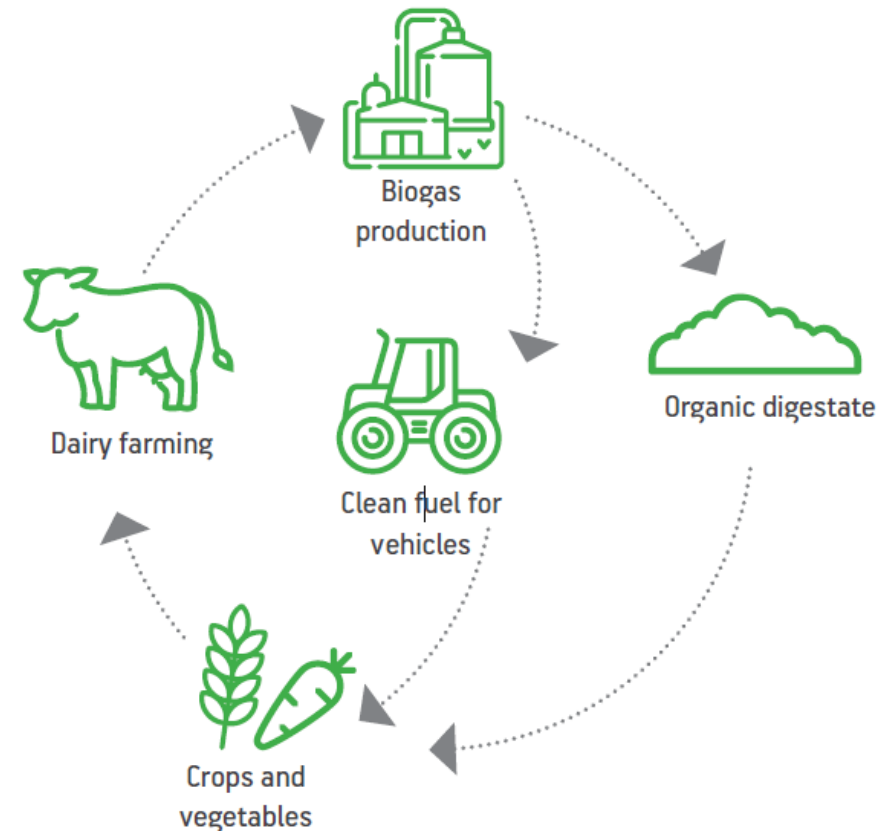 Biogas
production
Organic digestate
Dairy farming
Clean fuel for
vehicles
Crops and
vegetables